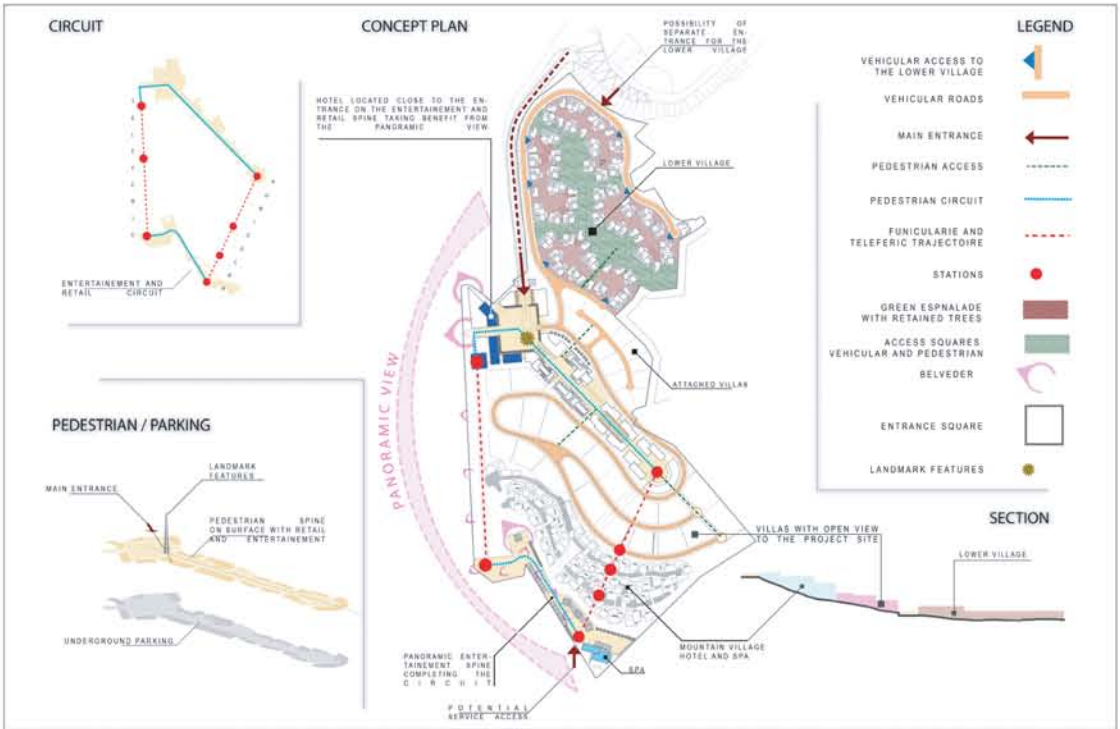 CIRCUIT
ENTERTAINEMENT AND
RETAIL CIRCUIT
CONCEPT PLAN
POSSIBILITY OF
SEPARATE EN-
TRANCE FOR THE
LOWER VILLAGE
HOTEL LOCATED CLOSE TO THE EN-
TRANCE ON THE ENTERTAINEMENT AND
RETAIL SPINE TAKING BENEFIT FROM
THE PANORAMIC VIEW
LOWER VILLAGE
PANORAMIC VIEW
ATTACHED VILLAS
VILLAS WITH OPEN VIEW
TO THE PROJECT SITE
MOUNTAIN VILLAGE
HOTEL AND SPA
SPA
PANORAMIC ENTER-
TAINEMENT SPINE
COMPLETING THE
CIRCUIT
POTENTIAL
SERVICE ACCESS
PEDESTRIAN / PARKING
LANDMARK
FEATURES
MAIN ENTRANCE
PEDESTRIAN SPINE
ON SURFACE WITH RETAIL
AND ENTERTAINEMENT
UNDERGROUND PARKING
LEGEND
VEHICULAR ACCESS TO
THE LOWER VILLAGE
VEHICULAR ROADS
MAIN ENTRANCE
PEDESTRIAN ACCESS
PEDESTRIAN CIRCUIT
FUNICULARIE AND
TELEFERIC TRAJECTOIRE
STATIONS
GREEN ESPNALADE
WITH RETAINED TREES
ACCESS SQUARES
VEHICULAR AND PEDESTRIAN
BELVEDER
ENTRANCE SQUARE
LANDMARK FEATURES
SECTION
LOWER VILLAGE